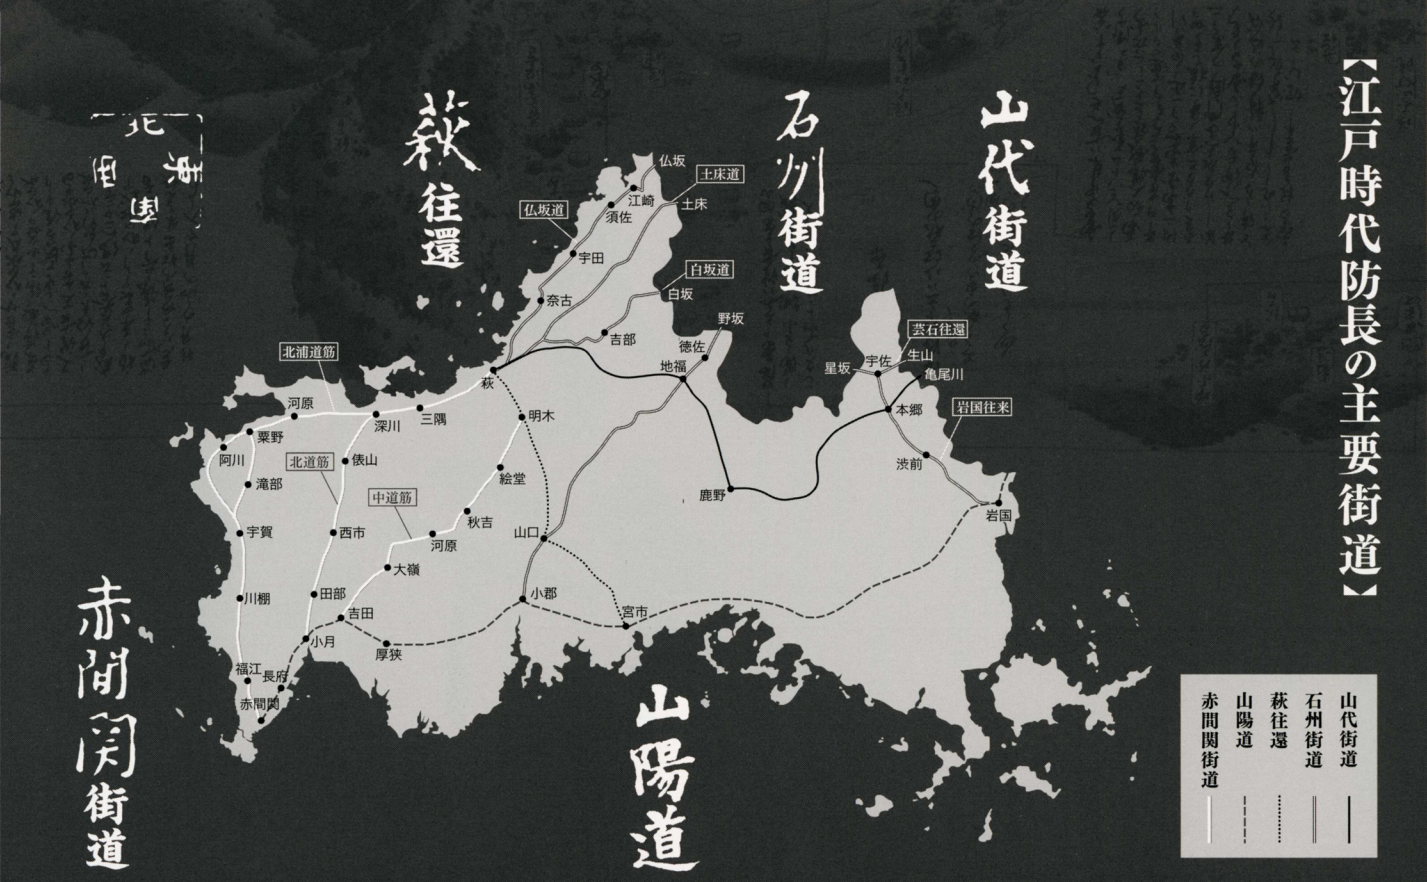 【江戸時代防長の主要街道】
山代街道
石州街道
萩往還
赤間関街道
山陽道
仏坂
土床道
江崎
土床
須佐
仏坂道
宇田
白坂道
白坂
奈古
野坂
吉部
徳佐
地福
芸石往還
生山
宇佐
星坂
亀尾川
岩国往来
本郷
渋前
岩国
鹿野
北浦道筋
萩
河原
三隅
深川
粟野
阿川
明木
北道筋
俵山
滝部
絵堂
中道筋
秋吉
宇賀
西市
河原
山口
大嶺
川棚
田部
吉田
小郡
宮市
小月
厚狭
福江
長府
赤間関
山代街道
石州街道
萩往還
山陽道
赤間関街道